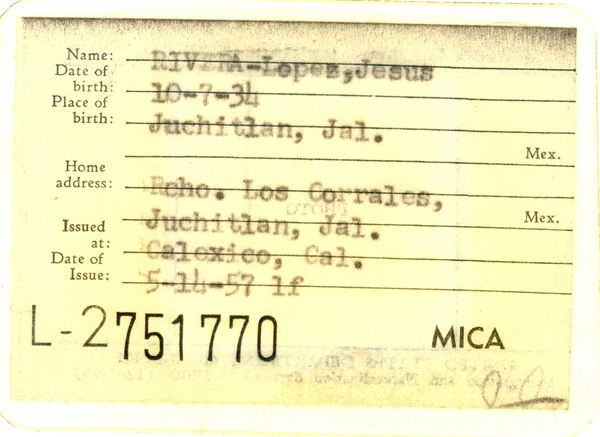 Name: RIVERA-Lopez,Jesus
Date of birth: 10-7-34
Place of birth: Juchitlan, Jal.
Mex.
Home address: Rcho. Los Corrales,
Juchitlan, Jal. Mex.
Issued at: Calexico, Cal.
Date of Issue: 5-14-57 lf
L-2751770 MICA